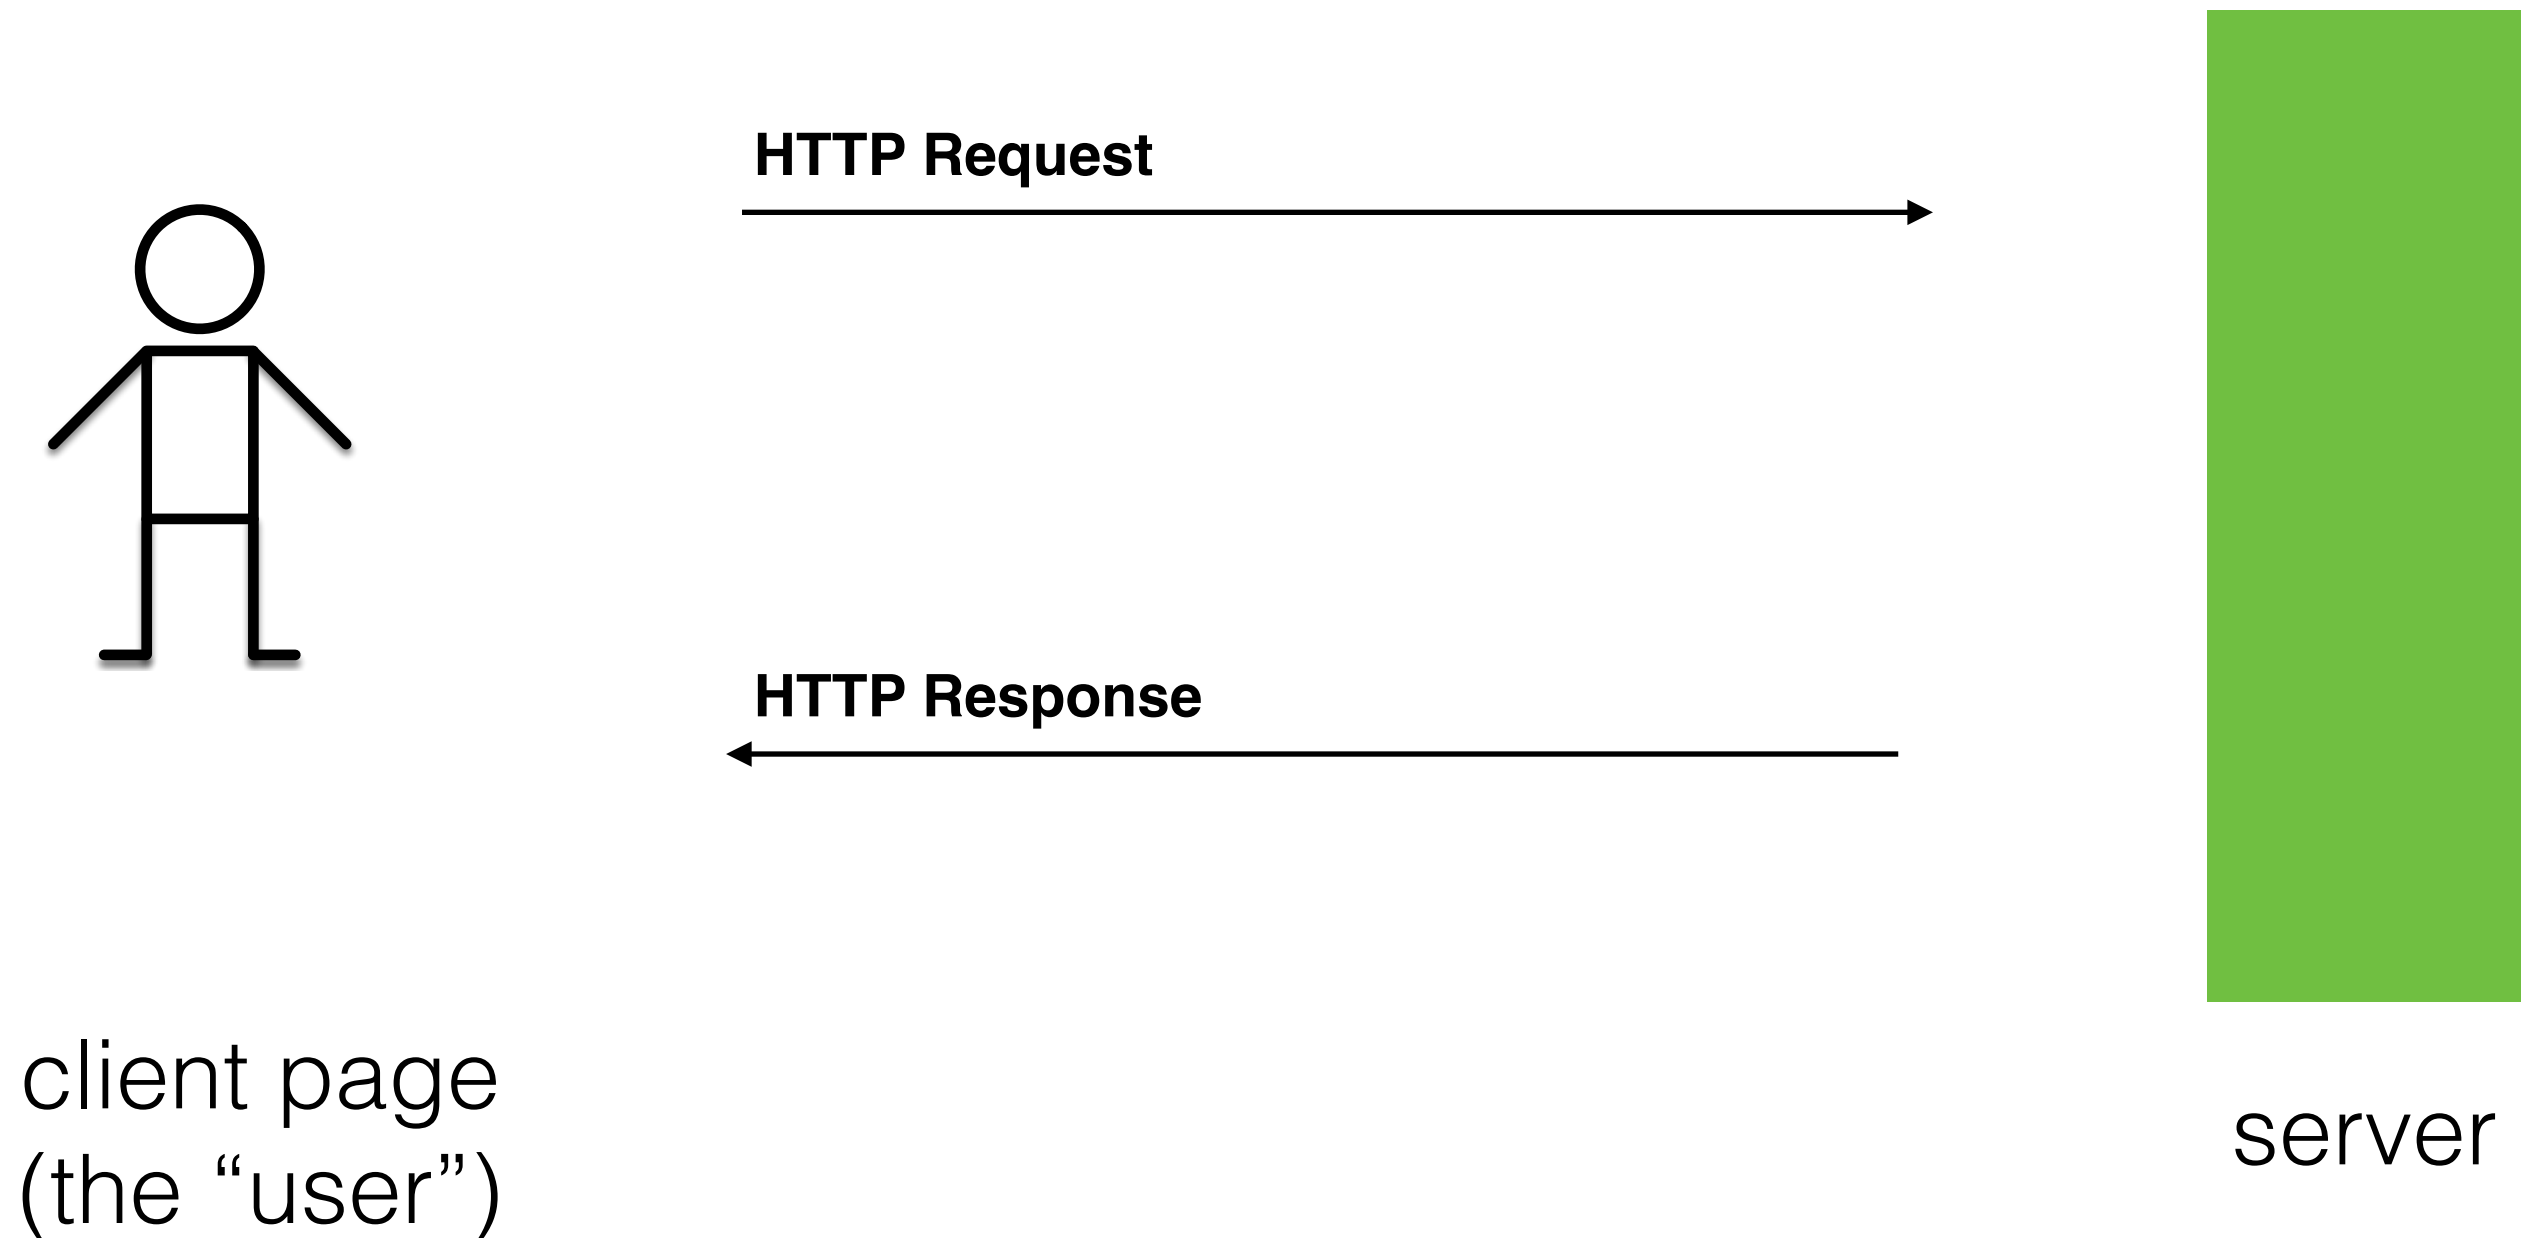 HTTP Request
HTTP Response
client page
(the “user”)
server